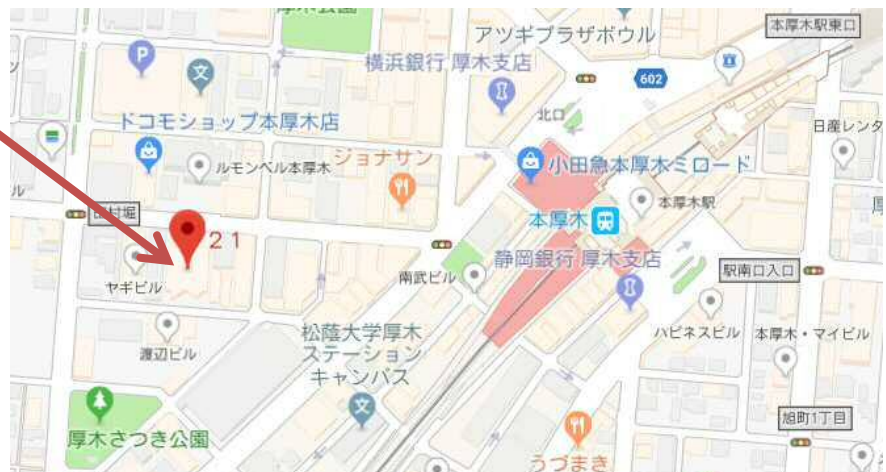 厚木公園
アツギプラザボウル
本厚木駅東口
横浜銀行 厚木支店
602
北口
ドコモショップ本厚木店
日産レンタ
ルモンベル本厚木
ジョナサン
小田急本厚木ミロード
ル
本厚木駅
厚
田村堀
本厚木
21
静岡銀行 厚木支店
駅南口入口
ヤギビル
南武ビル
渡辺ビル
松蔭大学厚木
ステーション
キャンパス
ハピネスビル
本厚木・マイビル
厚木さつき公園
旭町1丁目
うづまき